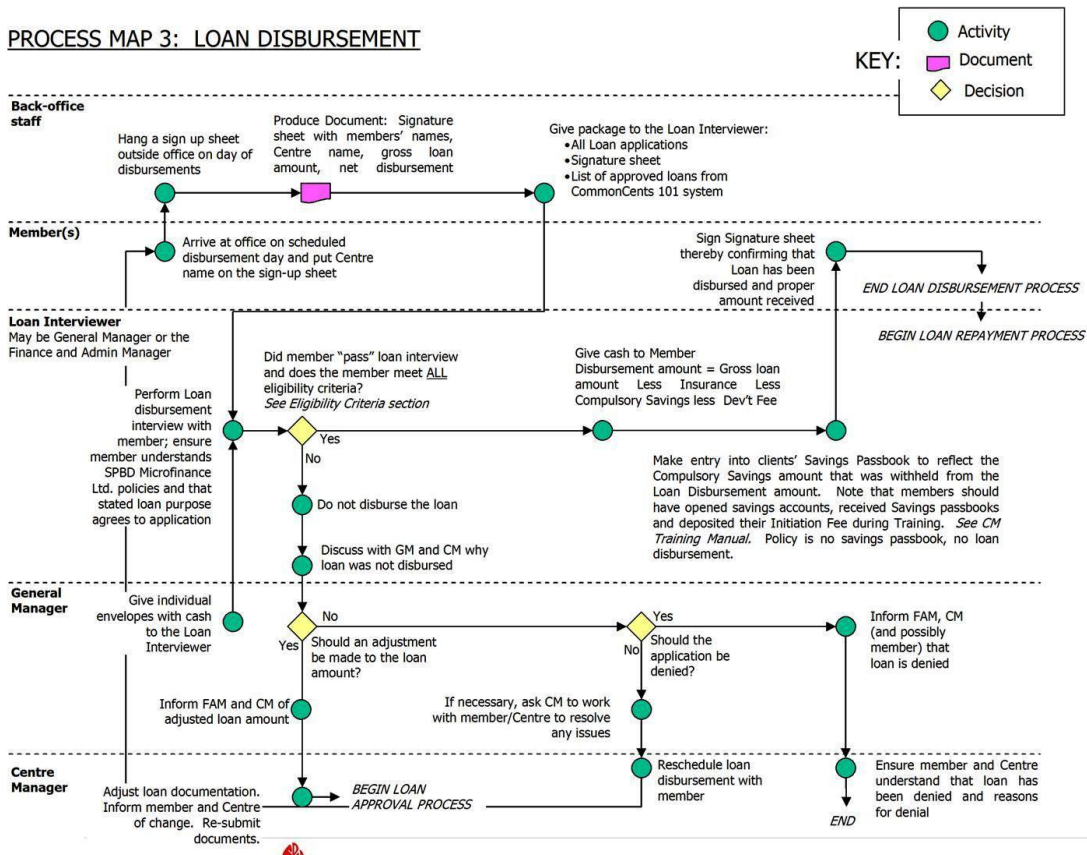 PROCESS MAP 3:  LOAN DISBURSEMENT
KEY:
Activity
Document
Decision
Back-office
staff
Hang a sign up sheet
outside office on day of
disbursements
Produce Document: Signature
sheet with members' names,
Centre name, gross loan
amount, net disbursement
Give package to the Loan Interviewer:
•All Loan applications
•Signature sheet
•List of approved loans from
CommonCents 101 system
Member(s)
Arrive at office on scheduled
disbursement day and put Centre
name on the sign-up sheet
Sign Signature sheet
thereby confirming that
Loan has been
disbursed and proper
amount received
END LOAN DISBURSEMENT PROCESS
BEGIN LOAN REPAYMENT PROCESS
Loan Interviewer
May be General Manager or the
Finance and Admin Manager
Perform Loan
disbursement
interview with
member; ensure
member understands
SPBD Microfinance
Ltd. policies and that
stated loan purpose
agrees to application
Did member "pass" loan interview
and does the member meet ALL
eligibility criteria?
See Eligibility Criteria section
Yes
No
Give cash to Member
Disbursement amount = Gross loan
amount Less Insurance Less
Compulsory Savings less Dev't Fee
Make entry into clients' Savings Passbook to reflect the
Compulsory Savings amount that was withheld from the
Loan Disbursement amount. Note that members should
have opened savings accounts, received Savings passbooks
and deposited their Initiation Fee during Training. See CM
Training Manual. Policy is no savings passbook, no loan
disbursement.
Do not disburse the loan
Discuss with GM and CM why
loan was not disbursed
General
Manager
Give individual
envelopes with cash
to the Loan
Interviewer
No
Yes
Should an adjustment
be made to the loan
amount?
Yes
No
Should the
application be
denied?
Inform FAM, CM
(and possibly
member) that
loan is denied
Inform FAM and CM of
adjusted loan amount
If necessary, ask CM to work
with member/Centre to resolve
any issues
Centre
Manager
Adjust loan documentation.
Inform member and Centre
of change. Re-submit
documents.
BEGIN LOAN
APPROVAL PROCESS
Reschedule loan
disbursement with
member
Ensure member and Centre
understand that loan has
been denied and reasons
for denial
END